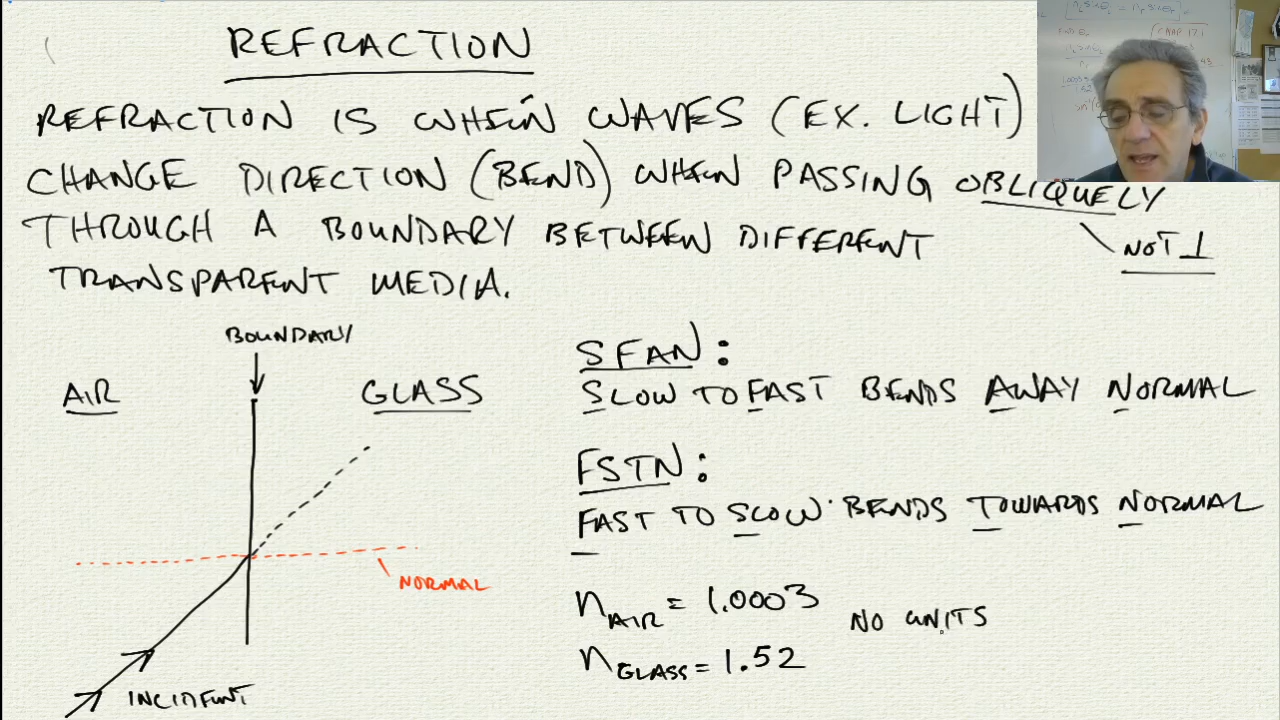 REFRACTION
REFRACTION IS WHEN WAVES (EX. LIGHT)
CHANGE DIRECTION (BEND) WHEN PASSING OBLIQUELY
THROUGH A BOUNDARY BETWEEN DIFFERENT
NOT ⊥
TRANSPARENT MEDIA.
BOUNDARY
AIR
GLASS
NORMAL
INCIDENT
SFAN:
SLOW TO FAST BENDS AWAY NORMAL
FSTN:
FAST TO SLOW BENDS TOWARDS NORMAL
n AIR = 1.0003
NO UNITS
n GLASS = 1.52